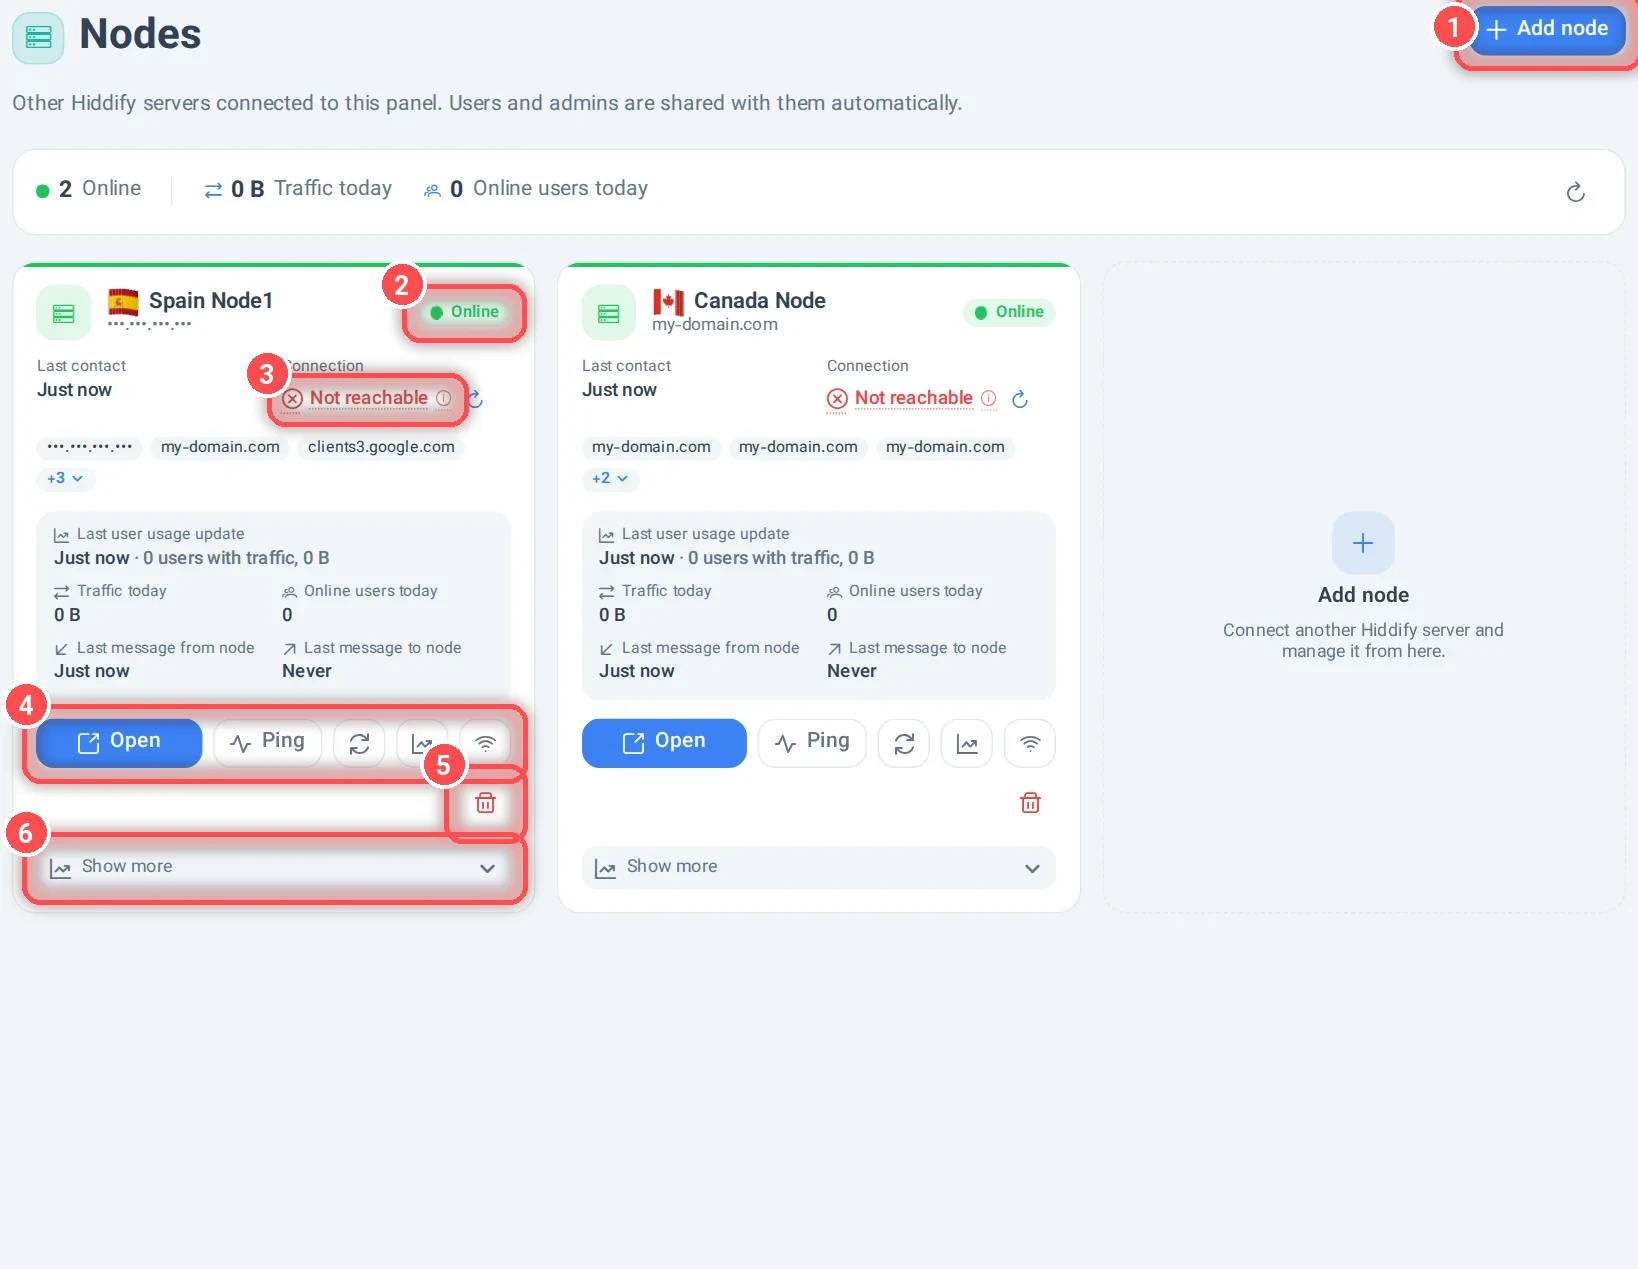 Nodes
1
+ Add node
Other Hiddify servers connected to this panel. Users and admins are shared with them automatically.
2 Online
0 B Traffic today
0 Online users today
Spain Node1
•••.•••.•••.•••
2
Online
Last contact
Just now
3
Connection
Not reachable
•••.•••.•••.••• my-domain.com clients3.google.com
+3
Last user usage update
Just now · 0 users with traffic, 0 B
Traffic today
0 B
Online users today
0
Last message from node
Just now
Last message to node
Never
4
Open Ping
5
6
Show more
Canada Node
my-domain.com
Online
Last contact
Just now
Connection
Not reachable
my-domain.com my-domain.com my-domain.com
+2
Last user usage update
Just now · 0 users with traffic, 0 B
Traffic today
0 B
Online users today
0
Last message from node
Just now
Last message to node
Never
Open Ping
Show more
Add node
Connect another Hiddify server and
manage it from here.